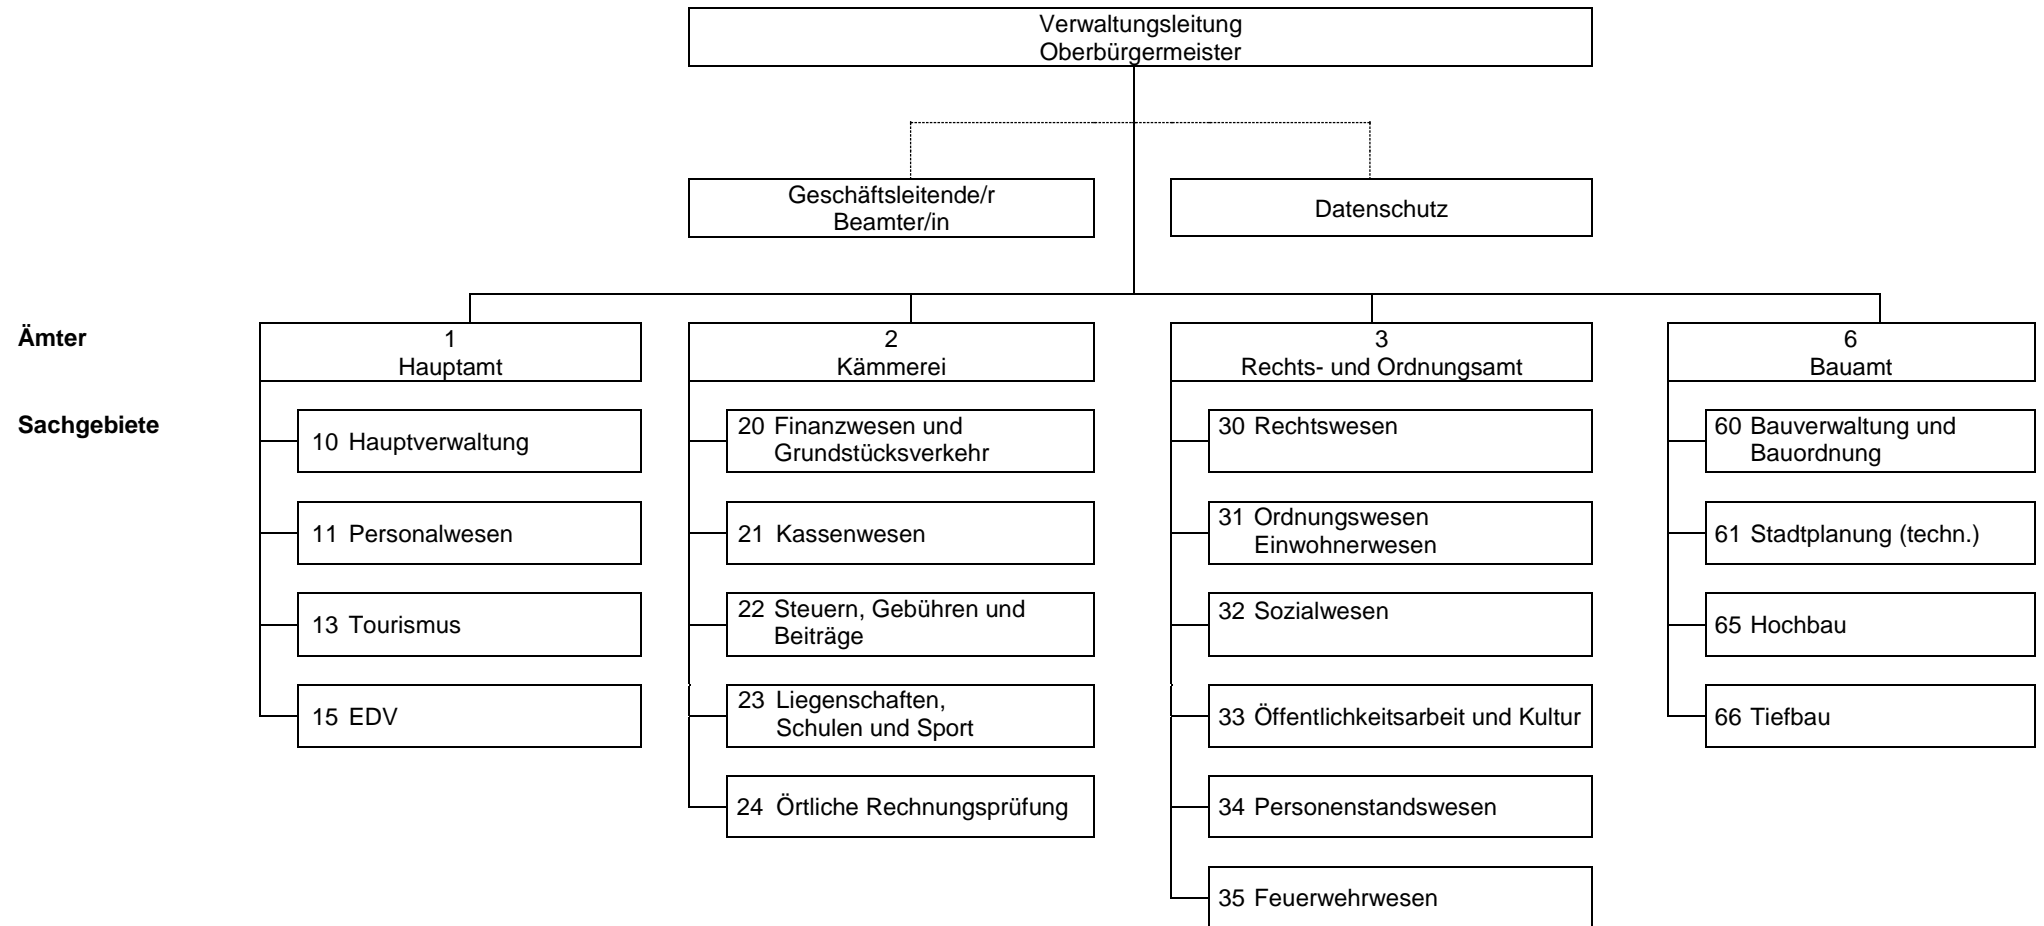 Verwaltungsleitung
Oberbürgermeister
Geschäftsleitende/r
Beamter/in
Datenschutz
Ämter
1
Hauptamt
2
Kämmerei
3
Rechts- und Ordnungsamt
6
Bauamt
Sachgebiete
10 Hauptverwaltung
11 Personalwesen
13 Tourismus
15 EDV
20 Finanzwesen und
Grundstücksverkehr
21 Kassenwesen
22 Steuern, Gebühren und
Beiträge
23 Liegenschaften,
Schulen und Sport
24 Örtliche Rechnungsprüfung
30 Rechtswesen
31 Ordnungswesen
Einwohnerwesen
32 Sozialwesen
33 Öffentlichkeitsarbeit und Kultur
34 Personenstandswesen
35 Feuerwehrwesen
60 Bauverwaltung und
Bauordnung
61 Stadtplanung (techn.)
65 Hochbau
66 Tiefbau